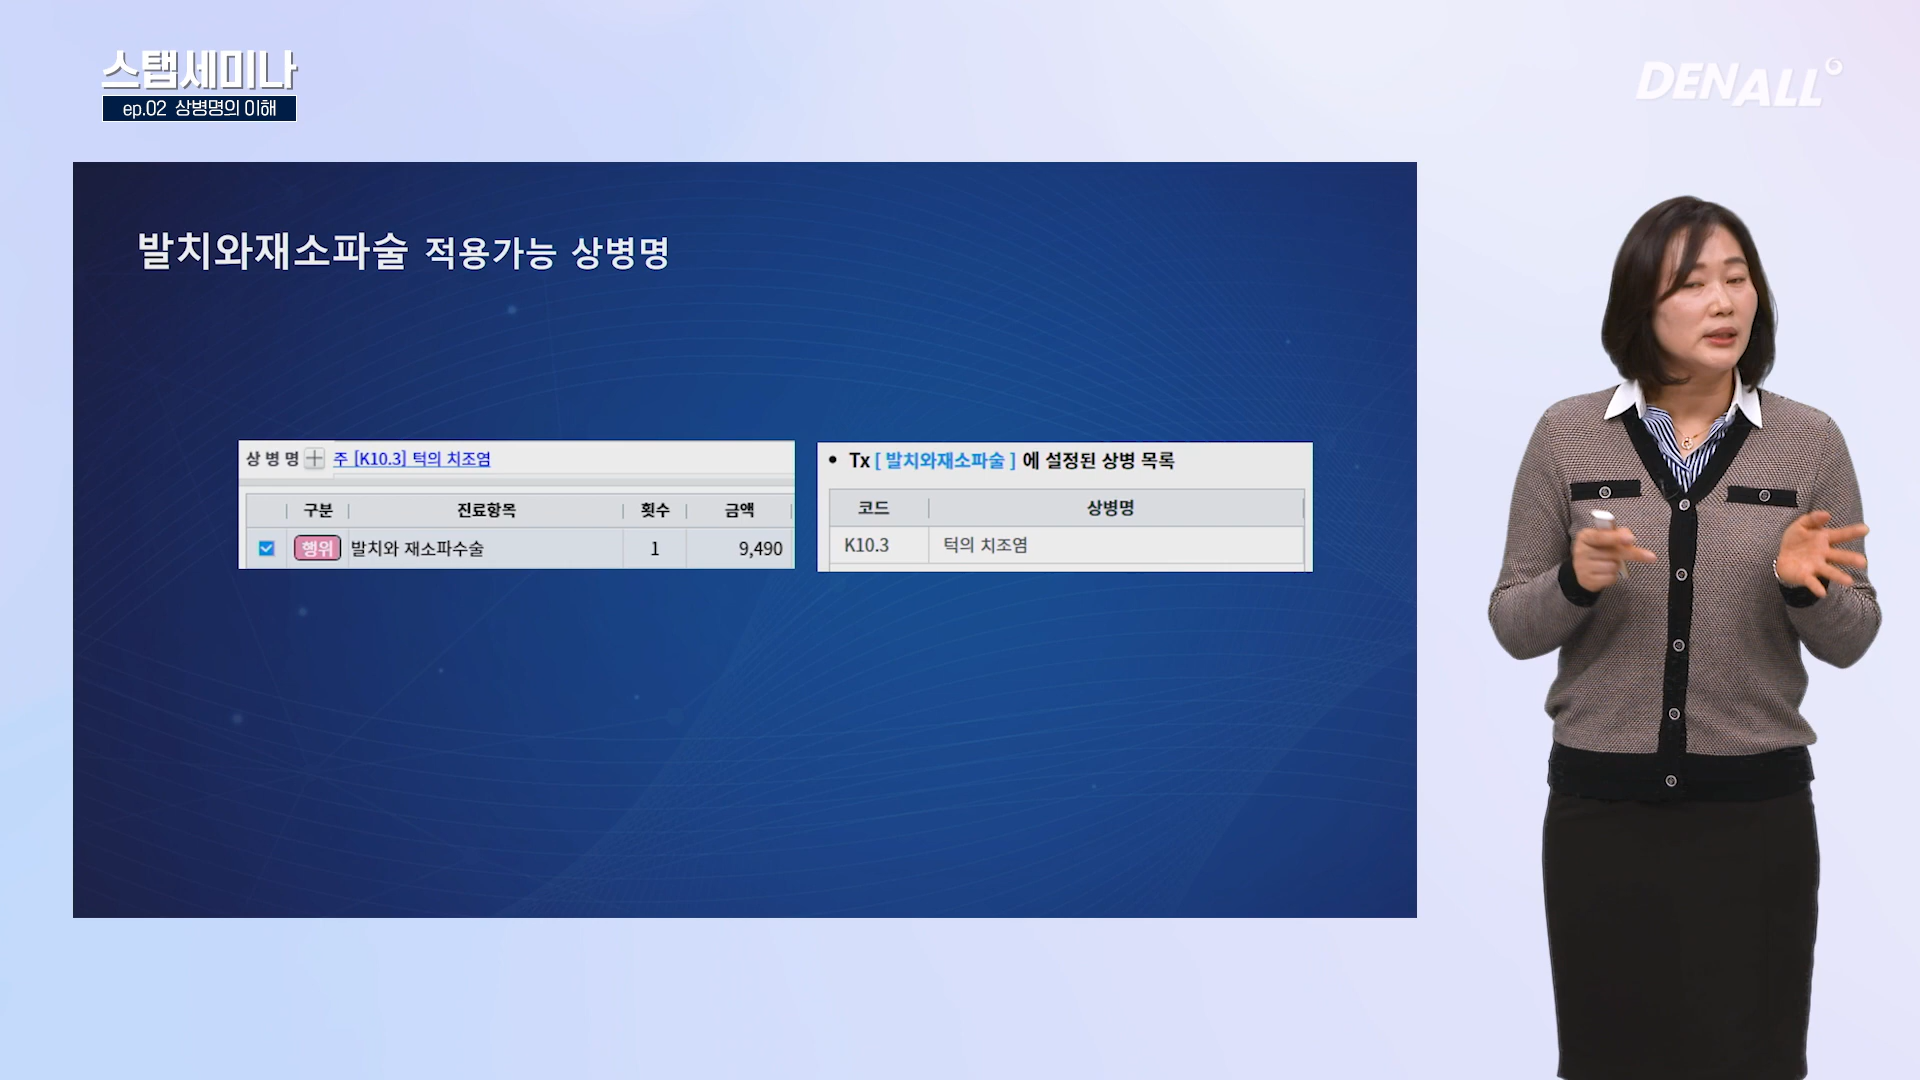 스탭세미나
ep.02 상병명의 이해
DENALL
발치와재소파술 적용가능 상병명
상 병 명 주 [K10.3] 턱의 치조염
구분 진료항목 횟수 금액
행위 발치와 재소파수술 1 9,490
• Tx [ 발치와재소파술 ] 에 설정된 상병 목록
코드 상병명
K10.3 턱의 치조염